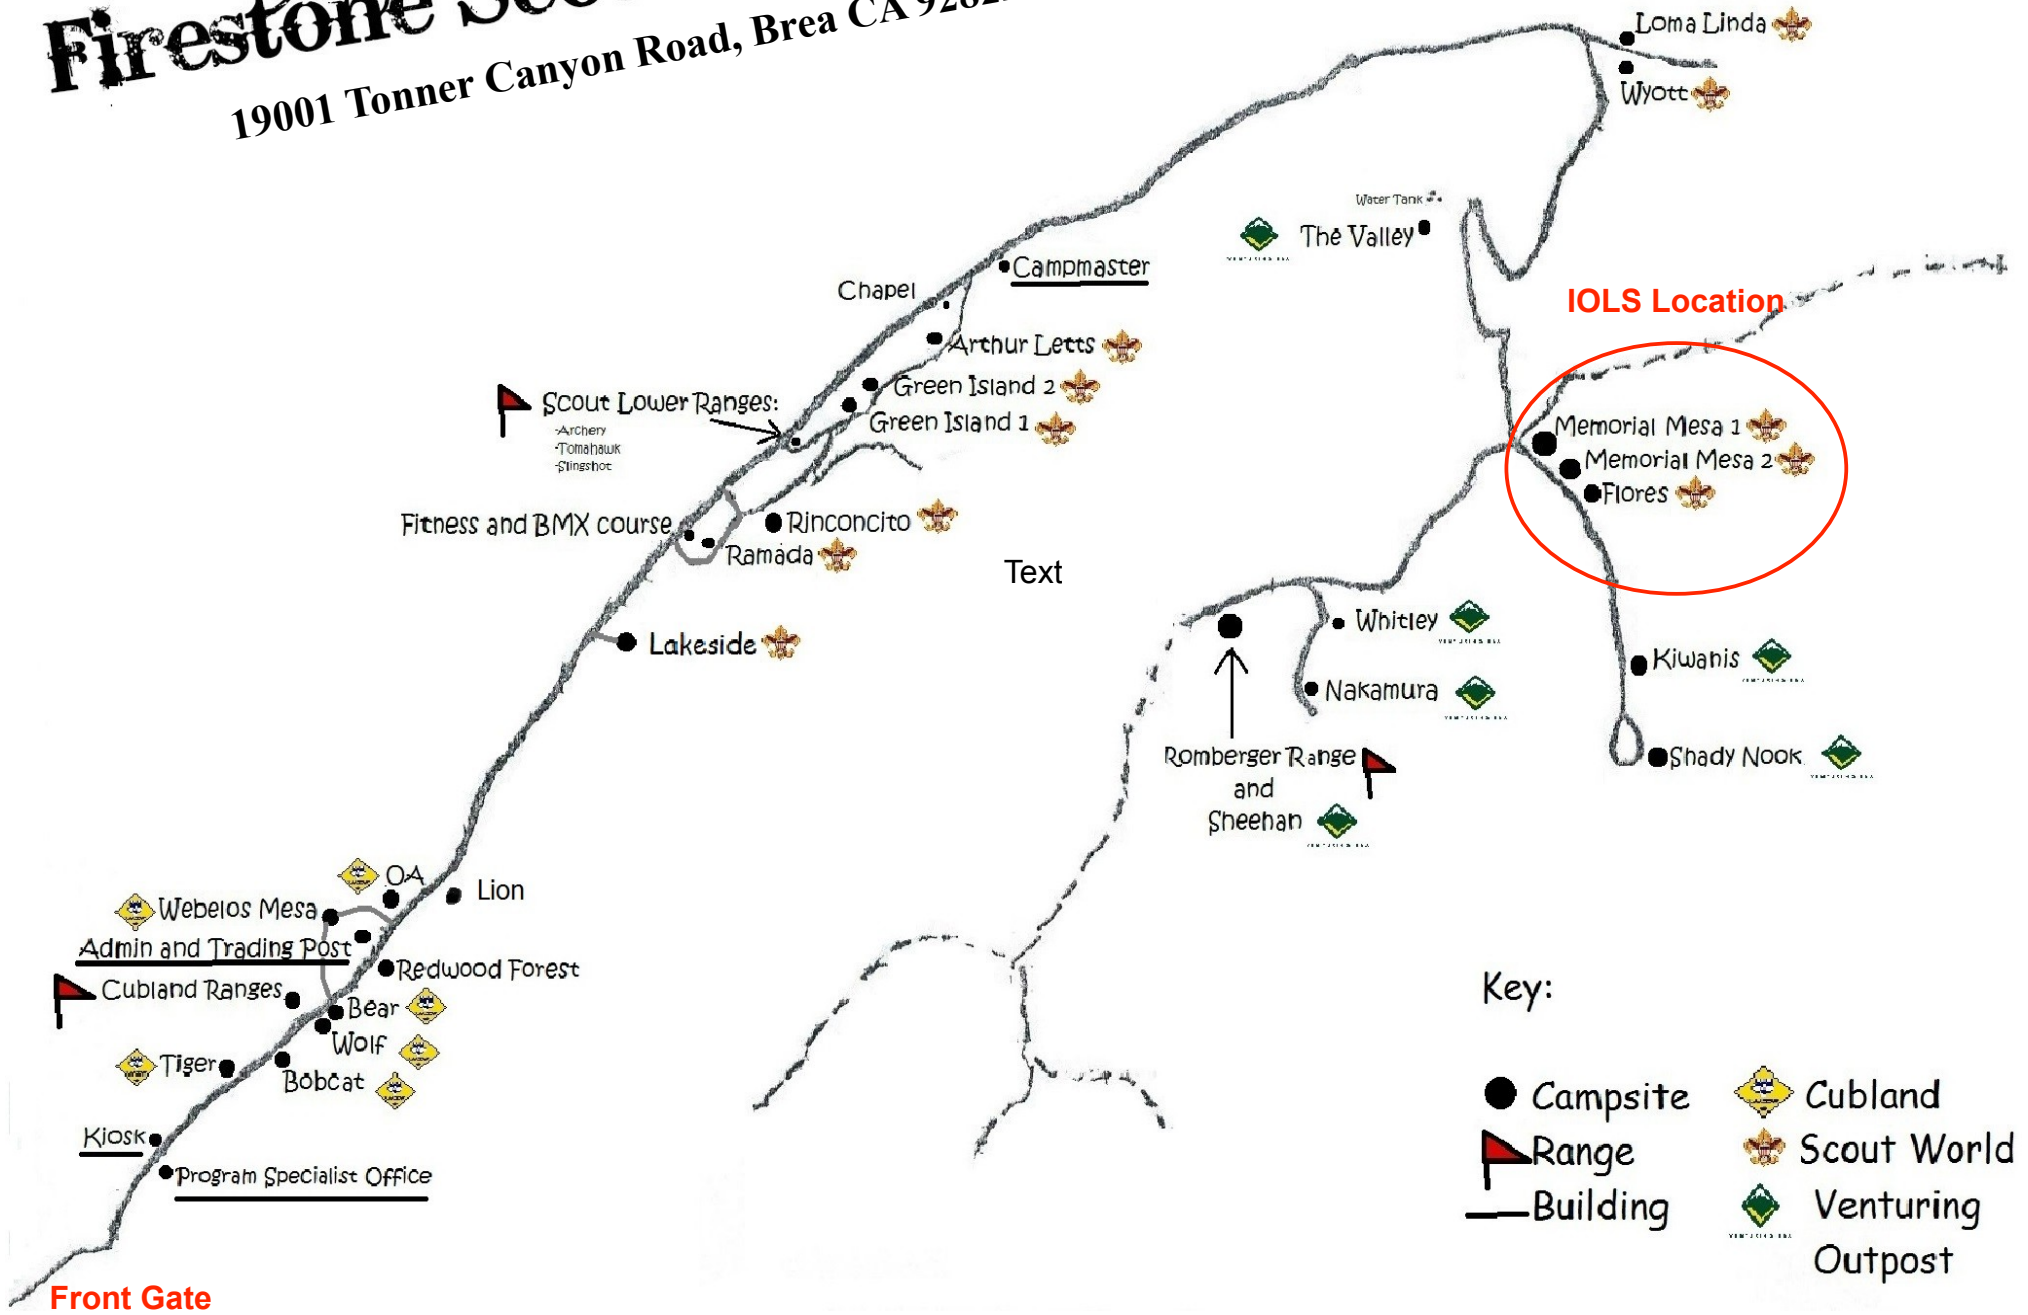 Firestone
19001 Tonner Canyon Road, Brea CA
Loma Linda
Wyott
Water Tank
The Valley
Campmaster
Chapel
IOLS Location
Arthur Letts
Green Island 2
Scout Lower Ranges:
-Archery
-Tomahawk
-Slingshot
Green Island 1
Memorial Mesa 1
Memorial Mesa 2
Flores
Fitness and BMX course
Rinconcito
Ramada
Text
Lakeside
Whitley
Kiwanis
Nakamura
Romberger Range
and
Sheehan
Shady Nook
OA
Lion
Webelos Mesa
Admin and Trading Post
Redwood Forest
Cubland Ranges
Bear
Wolf
Tiger
Bobcat
Kiosk
Program Specialist Office
Front Gate
Key:
Campsite
Cubland
Range
Scout World
Building
Venturing
Outpost